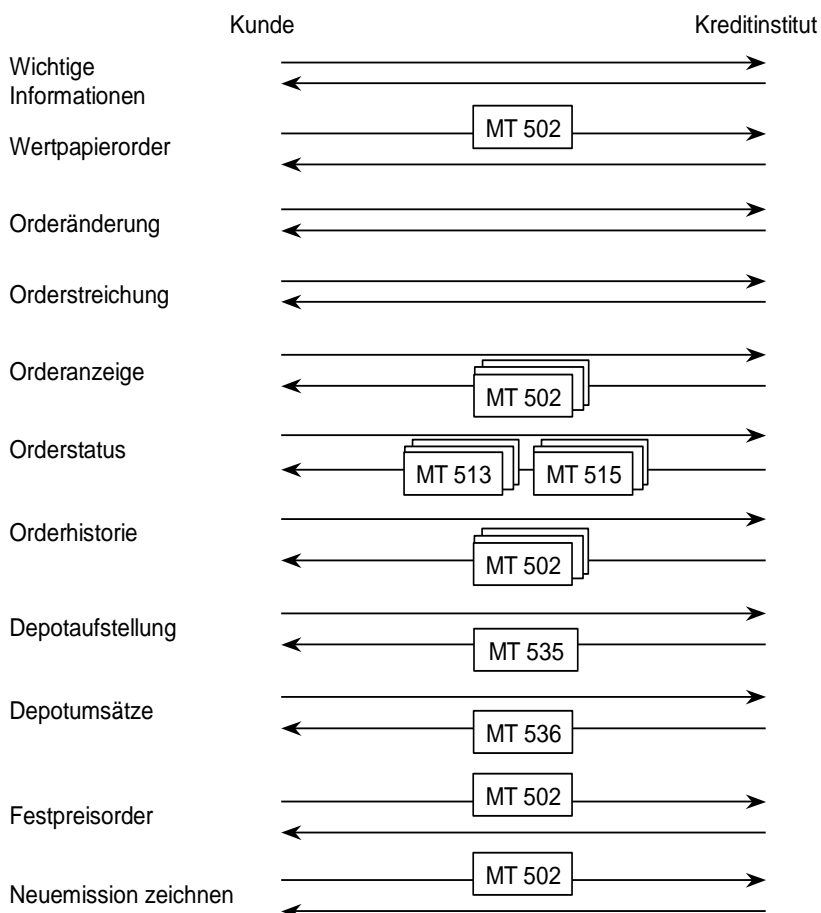 Kunde Kreditinstitut
Wichtige
Informationen
MT 502
Wertpapierorder
Orderänderung
Orderstreichung
Orderanzeige
MT 502
Orderstatus
MT 513 MT 515
Orderhistorie
MT 502
Depotaufstellung
MT 535
Depotumsätze
MT 536
MT 502
Festpreisorder
MT 502
Neuemission zeichnen